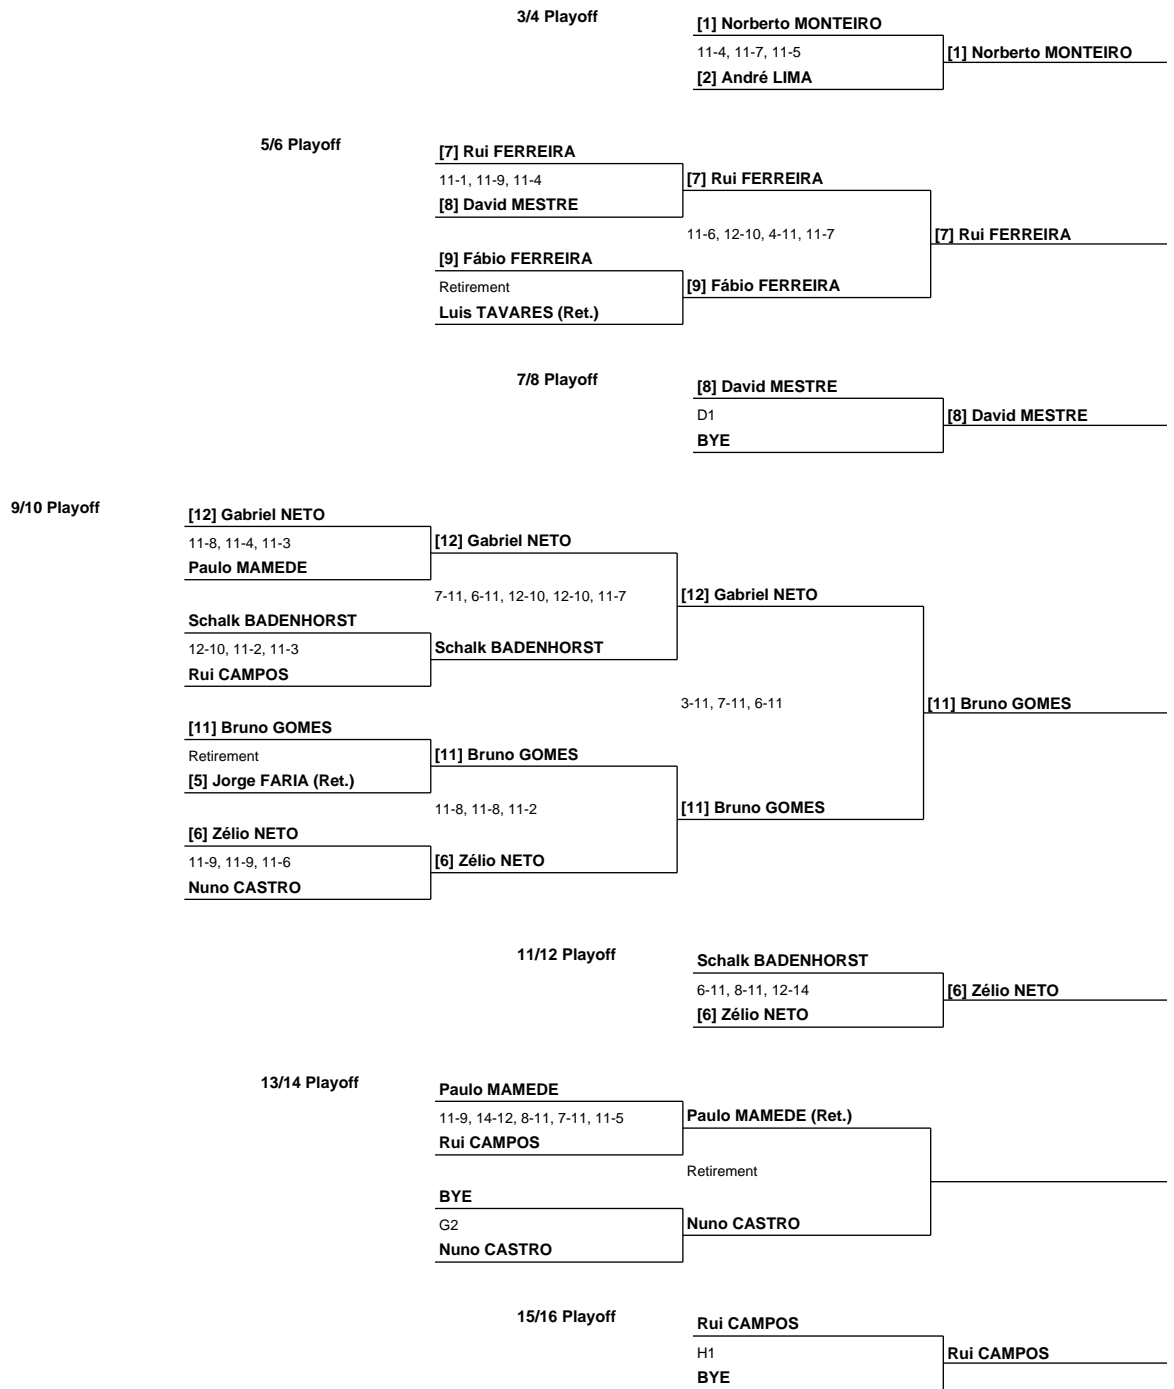 3/4 Playoff
[1] Norberto MONTEIRO
11-4, 11-7, 11-5
[1] Norberto MONTEIRO
[2] André LIMA
5/6 Playoff
[7] Rui FERREIRA
11-1, 11-9, 11-4
[7] Rui FERREIRA
[8] David MESTRE
11-6, 12-10, 4-11, 11-7
[7] Rui FERREIRA
[9] Fábio FERREIRA
Retirement
[9] Fábio FERREIRA
Luis TAVARES (Ret.)
7/8 Playoff
[8] David MESTRE
D1
[8] David MESTRE
BYE
9/10 Playoff
[12] Gabriel NETO
11-8, 11-4, 11-3
[12] Gabriel NETO
Paulo MAMEDE
7-11, 6-11, 12-10, 12-10, 11-7
[12] Gabriel NETO
Schalk BADENHORST
12-10, 11-2, 11-3
Schalk BADENHORST
Rui CAMPOS
3-11, 7-11, 6-11
[11] Bruno GOMES
[11] Bruno GOMES
Retirement
[11] Bruno GOMES
[5] Jorge FARIA (Ret.)
11-8, 11-8, 11-2
[11] Bruno GOMES
[6] Zélio NETO
11-9, 11-9, 11-6
[6] Zélio NETO
Nuno CASTRO
11/12 Playoff
Schalk BADENHORST
6-11, 8-11, 12-14
[6] Zélio NETO
[6] Zélio NETO
13/14 Playoff
Paulo MAMEDE
11-9, 14-12, 8-11, 7-11, 11-5
Paulo MAMEDE (Ret.)
Rui CAMPOS
Retirement
BYE
G2
Nuno CASTRO
Nuno CASTRO
15/16 Playoff
Rui CAMPOS
H1
Rui CAMPOS
BYE